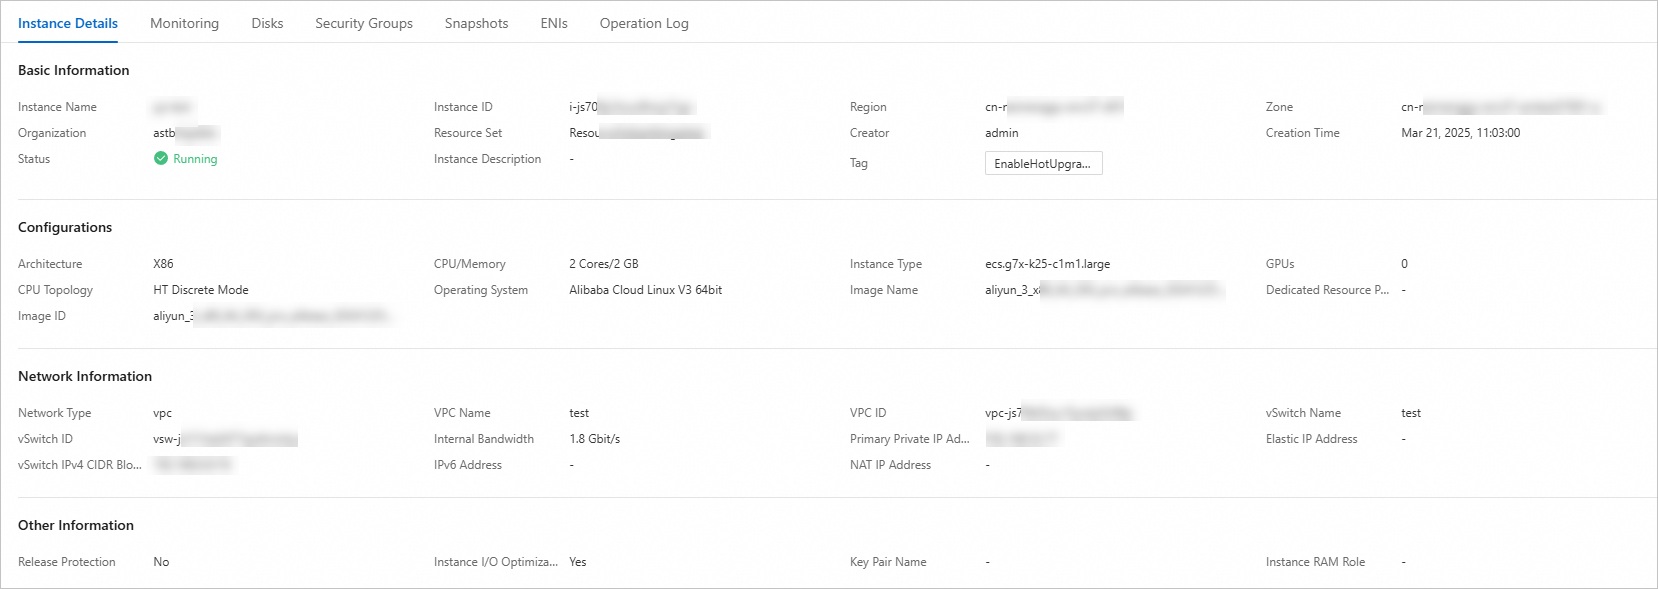 Instance Details Monitoring Disks Security Groups Snapshots ENIs Operation Log
Basic Information
Instance Name Instance ID i-js70 Region cn-r Zone cn-r
Organization astb Resource Set Resou Creator admin Creation Time Mar 21, 2025, 11:03:00
Status Running Instance Description - Tag EnableHotUpgra...
Configurations
Architecture X86 CPU/Memory 2 Cores/2 GB Instance Type ecs.g7x-k25-c1m1.large GPUs 0
CPU Topology HT Discrete Mode Operating System Alibaba Cloud Linux V3 64bit Image Name aliyun_3_x Dedicated Resource P... -
Image ID aliyun_3
Network Information
Network Type vpc VPC Name test VPC ID vpc-js7 vSwitch Name test
vSwitch ID vsw-j Internal Bandwidth 1.8 Gbit/s Primary Private IP Ad... Elastic IP Address -
vSwitch IPv4 CIDR Blo... IPv6 Address - NAT IP Address -
Other Information
Release Protection No Instance I/O Optimiza... Yes Key Pair Name - Instance RAM Role -